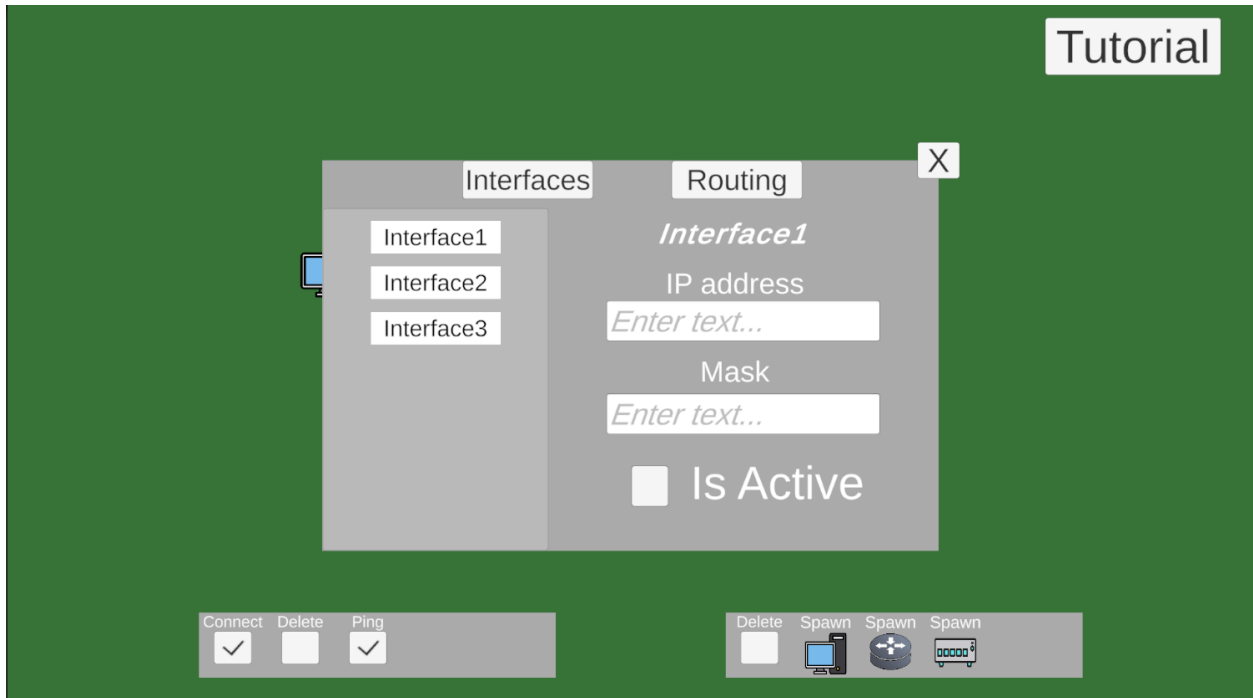 Tutorial
X
Interfaces Routing
Interface1
Interface2
Interface3
Interface1
IP address
Enter text...
Mask
Enter text...
Is Active
Connect Delete Ping
Delete Spawn Spawn Spawn